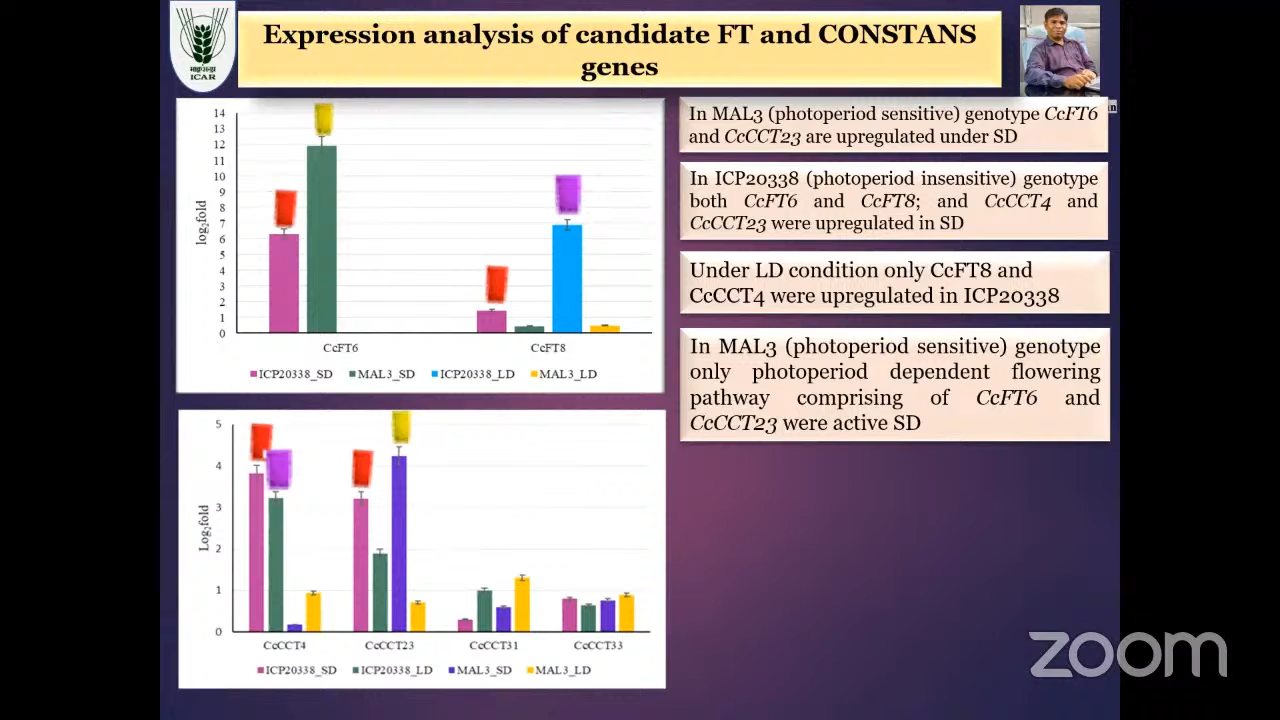 Expression analysis of candidate FT and CONSTANS
genes
भाकृअनुप
ICAR
14
13
12
11
10
9
8
7
6
5
4
3
2
1
0
log2fold
CcFT6
CcFT8
ICP20338_SD
MAL3_SD
ICP20338_LD
MAL3_LD
5
4
3
2
1
0
Log2fold
CcCCT4
CcCCT23
CcCCT31
CcCCT33
ICP20338_SD
ICP20338_LD
MAL3_SD
MAL3_LD
In MAL3 (photoperiod sensitive) genotype CcFT6
and CcCCT23 are upregulated under SD
In ICP20338 (photoperiod insensitive) genotype
both CcFT6 and CcFT8; and CcCCT4 and
CcCCT23 were upregulated in SD
Under LD condition only CcFT8 and
CcCCT4 were upregulated in ICP20338
In MAL3 (photoperiod sensitive) genotype
only photoperiod dependent flowering
pathway comprising of CcFT6 and
CcCCT23 were active SD
zoom